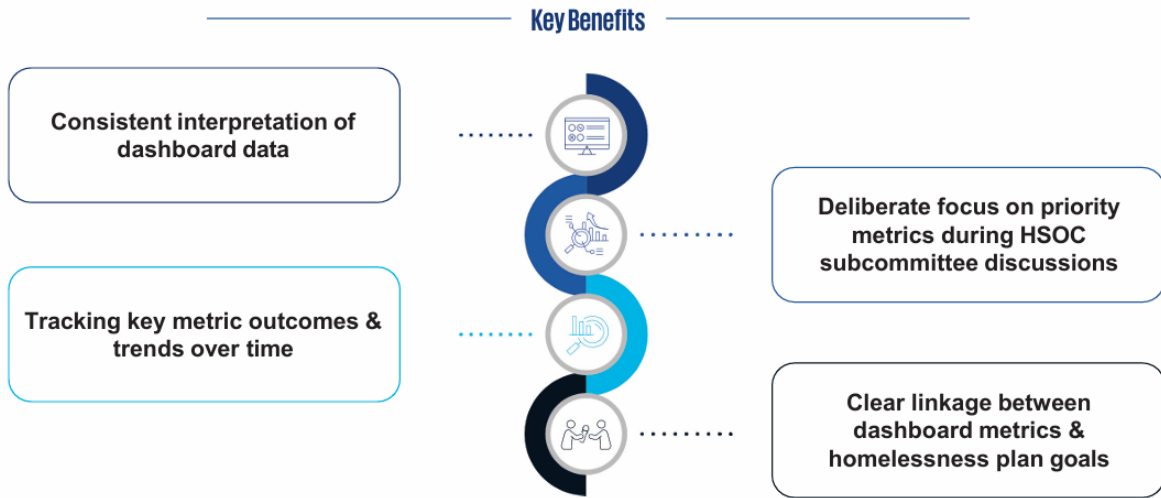 Key Benefits
Consistent interpretation of
dashboard data
Deliberate focus on priority
metrics during HSOC
subcommittee discussions
Tracking key metric outcomes &
trends over time
Clear linkage between
dashboard metrics &
homelessness plan goals